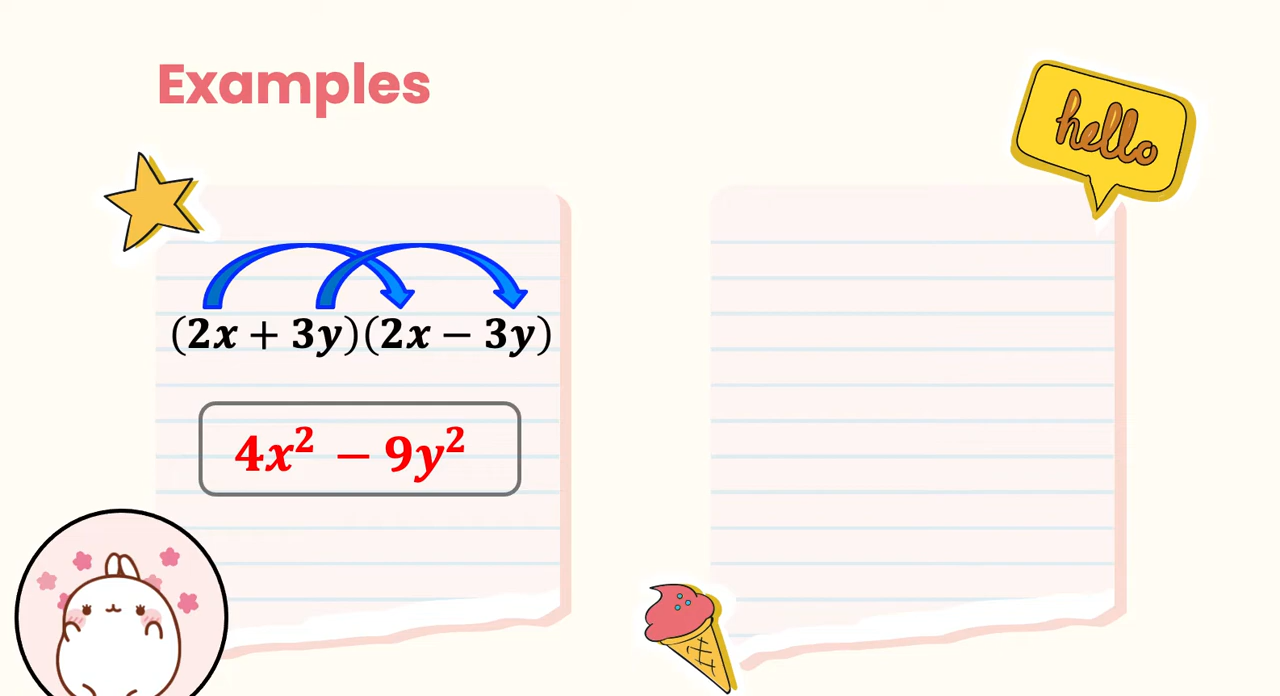 Examples
hello
(2x + 3y)(2x − 3y)
4x² − 9y²